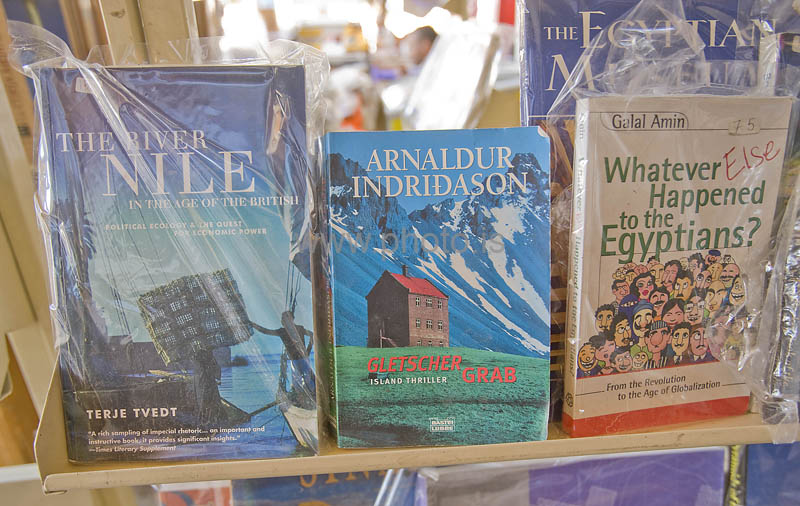 THE RIVER
NILE
IN THE AGE OF THE BRITISH
POLITICAL ECOLOGY & THE QUEST
FOR ECONOMIC POWER
TERJE TVEDT
"A rich sampling of imperial rhetoric... an important and
instructive book, it provides significant insights."
—Times Literary Supplement
ARNALDUR
INDRIÐASON
www.photo.is
GLETSCHER
GRAB
ISLAND THRILLER
BASTEI
LÜBBE
THE EGYPTIAN
Galal Amin
75
Whatever Else
Happened
to the
Egyptians?
From the Revolution
to the Age of Globalization